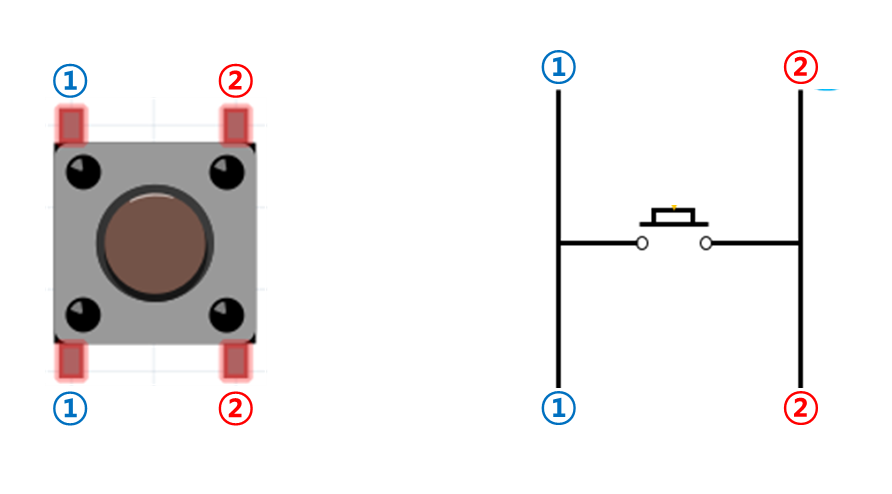 ① ② ① ②
① ② ① ②